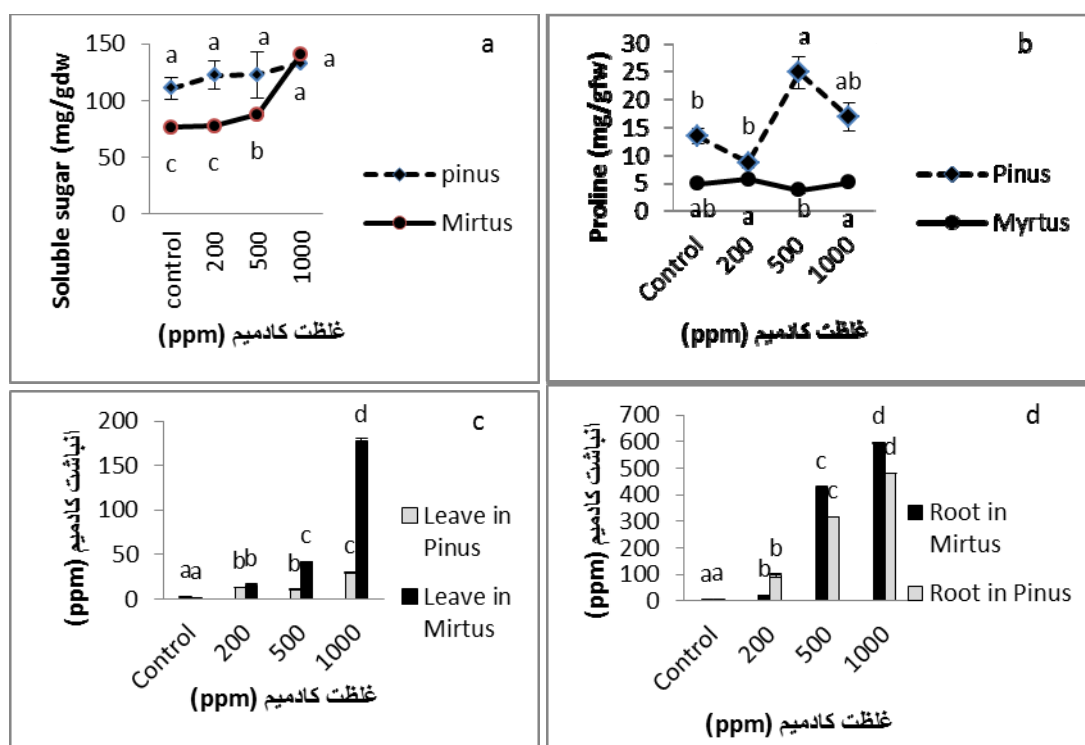 a
150
100
50
0
Soluble sugar (mg/gdw)
a
a
a
a
c
c
b
a
control
200
500
1000
غلظت کادمیم (ppm)
pinus
Mirtus
b
30
25
20
15
10
5
0
Proline (mg/gfw)
b
b
a
ab
ab
a
b
a
Control
200
500
1000
غلظت کادمیم (ppm)
Pinus
Myrtus
c
200
150
100
50
0
انباشت کادمیم (ppm)
a
a
b
b
b
c
c
d
Control
200
500
1000
غلظت کادمیم (ppm)
Leave in
Pinus
Leave in
Mirtus
d
700
600
500
400
300
200
100
0
انباشت کادمیم (ppm)
a
a
b
b
c
c
d
d
Control
200
500
1000
غلظت کادمیم (ppm)
Root in
Mirtus
Root in Pinus